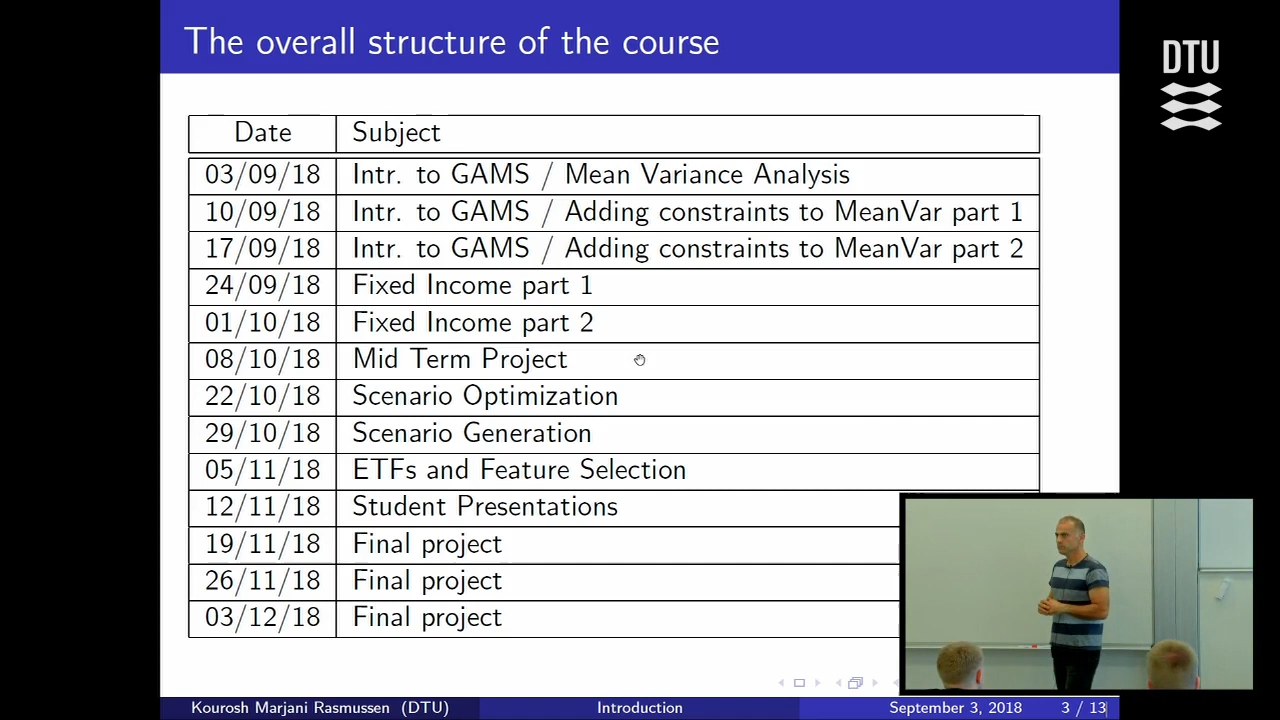 The overall structure of the course
DTU
Date Subject
03/09/18 Intr. to GAMS / Mean Variance Analysis
10/09/18 Intr. to GAMS / Adding constraints to MeanVar part 1
17/09/18 Intr. to GAMS / Adding constraints to MeanVar part 2
24/09/18 Fixed Income part 1
01/10/18 Fixed Income part 2
08/10/18 Mid Term Project
22/10/18 Scenario Optimization
29/10/18 Scenario Generation
05/11/18 ETFs and Feature Selection
12/11/18 Student Presentations
19/11/18 Final project
26/11/18 Final project
03/12/18 Final project
Kourosh Marjani Rasmussen (DTU) Introduction September 3, 2018 3 / 13